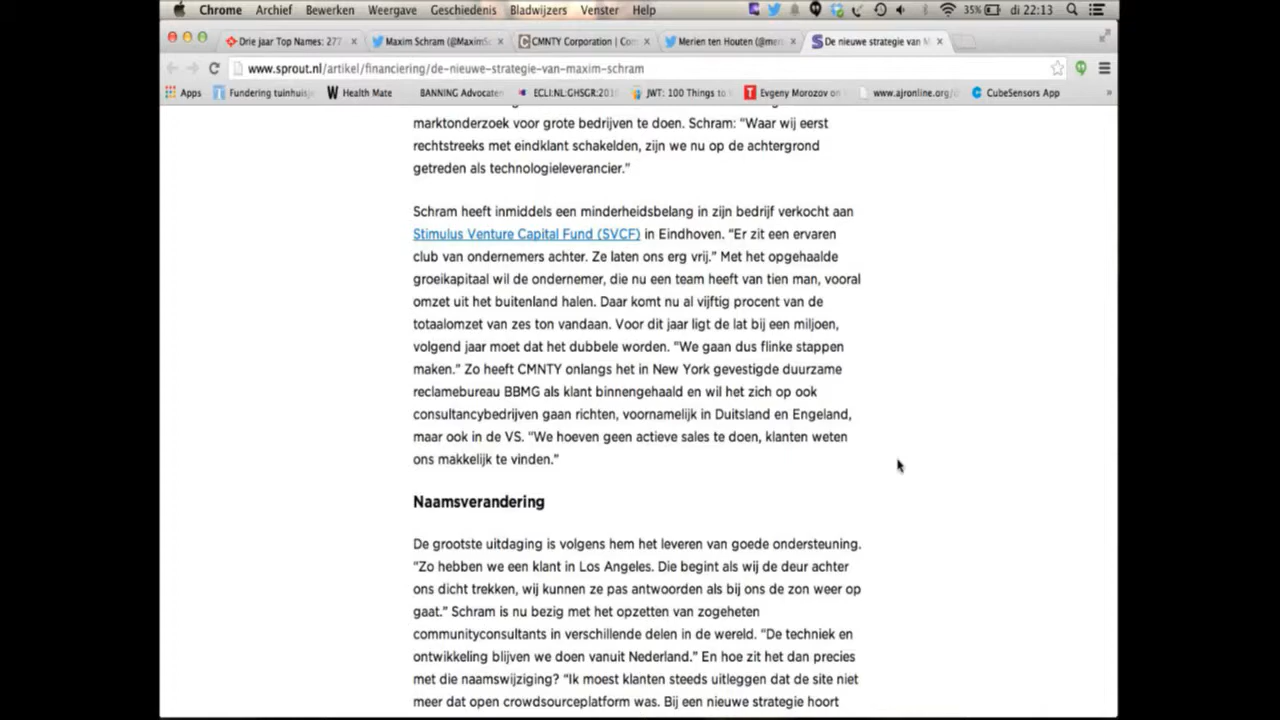 Chrome Archief Bewerken Weergave Geschiedenis Bladwijzers Venster Help 35% di 22:13
Drie jaar Top Names: 277 Maxim Schram (@MaximSc CMNTY Corporation | Com Merien ten Houten (@meri De nieuwe strategie van M
www.sprout.nl/artikel/financiering/de-nieuwe-strategie-van-maxim-schram
Apps Fundering tuinhuis: Health Mate BANNING Advocaten ECLI:NL:GHSGR:201 JWT: 100 Things to Evgeny Morozov on www.ajronline.org/ CubeSensors App »
marktonderzoek voor grote bedrijven te doen. Schram: “Waar wij eerst
rechtstreeks met eindklant schakelden, zijn we nu op de achtergrond
getreden als technologieleverancier.”
Schram heeft inmiddels een minderheidsbelang in zijn bedrijf verkocht aan
Stimulus Venture Capital Fund (SVCF) in Eindhoven. “Er zit een ervaren
club van ondernemers achter. Ze laten ons erg vrij.” Met het opgehaalde
groeikapitaal wil de ondernemer, die nu een team heeft van tien man, vooral
omzet uit het buitenland halen. Daar komt nu al vijftig procent van de
totaalomzet van zes ton vandaan. Voor dit jaar ligt de lat bij een miljoen,
volgend jaar moet dat het dubbele worden. “We gaan dus flinke stappen
maken.” Zo heeft CMNTY onlangs het in New York gevestigde duurzame
reclamebureau BBMG als klant binnengehaald en wil het zich op ook
consultancybedrijven gaan richten, voornamelijk in Duitsland en Engeland,
maar ook in de VS. “We hoeven geen actieve sales te doen, klanten weten
ons makkelijk te vinden.”
Naamsverandering
De grootste uitdaging is volgens hem het leveren van goede ondersteuning.
“Zo hebben we een klant in Los Angeles. Die begint als wij de deur achter
ons dicht trekken, wij kunnen ze pas antwoorden als bij ons de zon weer op
gaat.” Schram is nu bezig met het opzetten van zogeheten
communityconsultants in verschillende delen in de wereld. “De techniek en
ontwikkeling blijven we doen vanuit Nederland.” En hoe zit het dan precies
met die naamswijziging? “Ik moest klanten steeds uitleggen dat de site niet
meer dat open crowdsourceplatform was. Bij een nieuwe strategie hoort